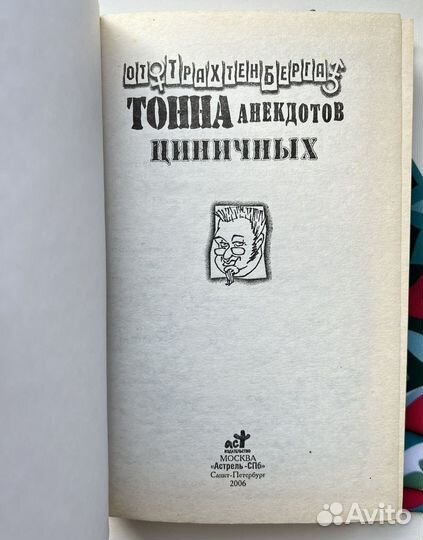 ОТ ТРАХТЕНБЕРГА
ТОННА АНЕКДОТОВ
ЦИНИЧНЫХ
аст
ИЗДАТЕЛЬСТВО
МОСКВА
«Астрель-СПб»
Санкт-Петербург
2006
Avito